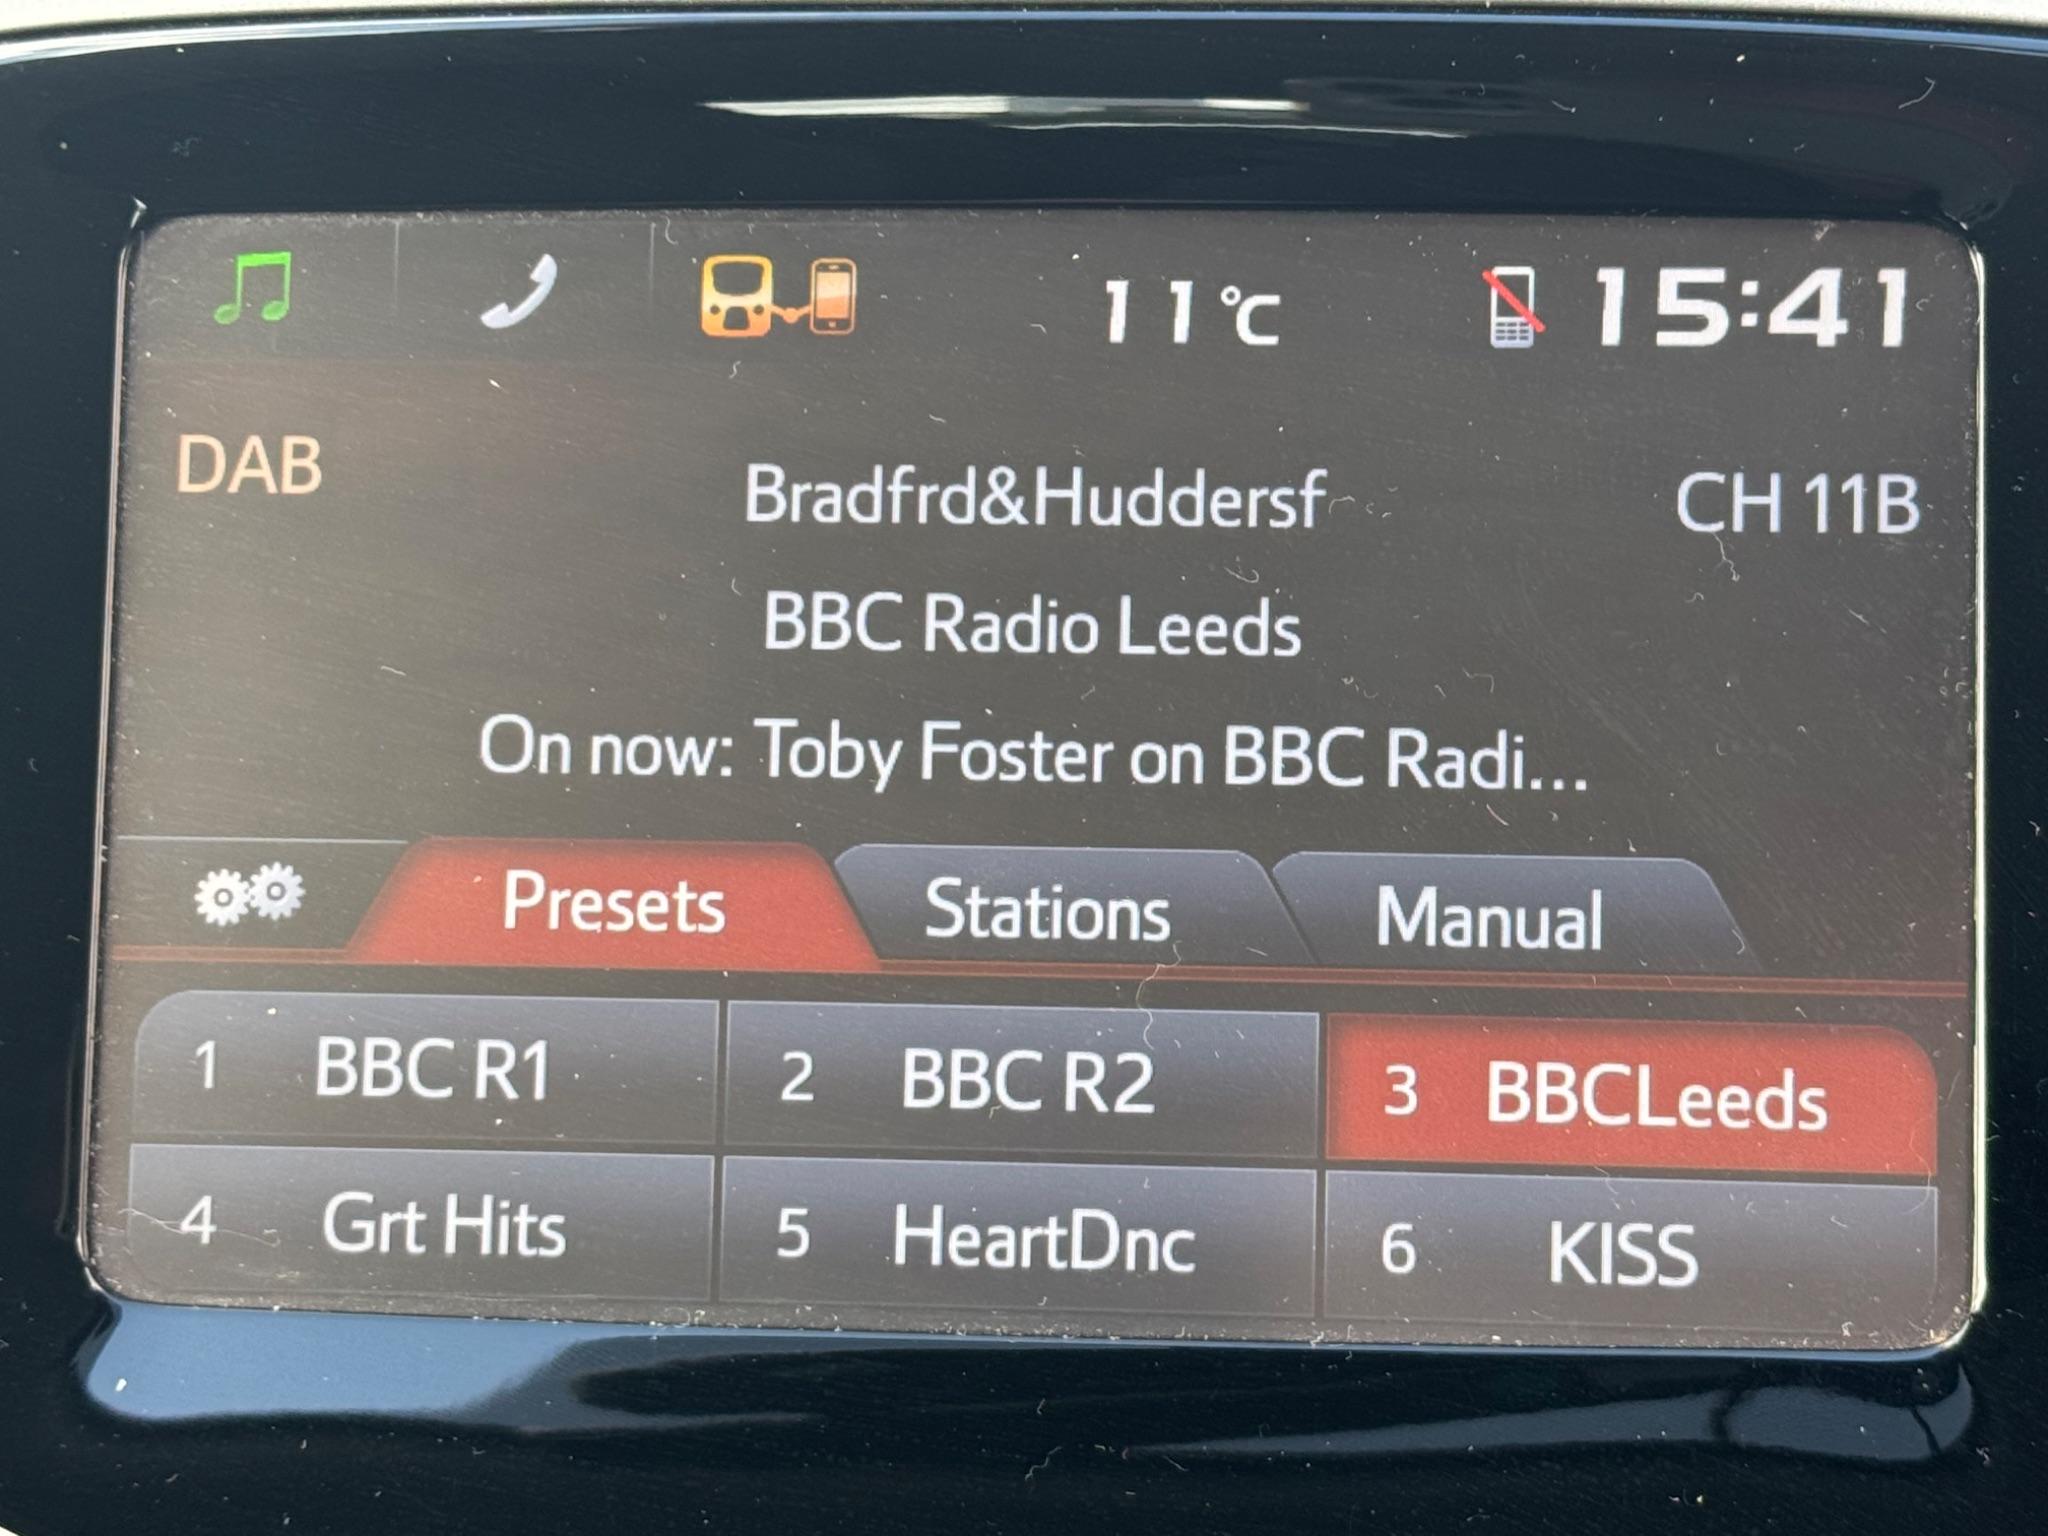 11°C 15:41
DAB Bradfrd&Huddersf CH 11B
BBC Radio Leeds
On now: Toby Foster on BBC Radi...
Presets Stations Manual
1 BBC R1 2 BBC R2 3 BBCLeeds
4 Grt Hits 5 HeartDnc 6 KISS